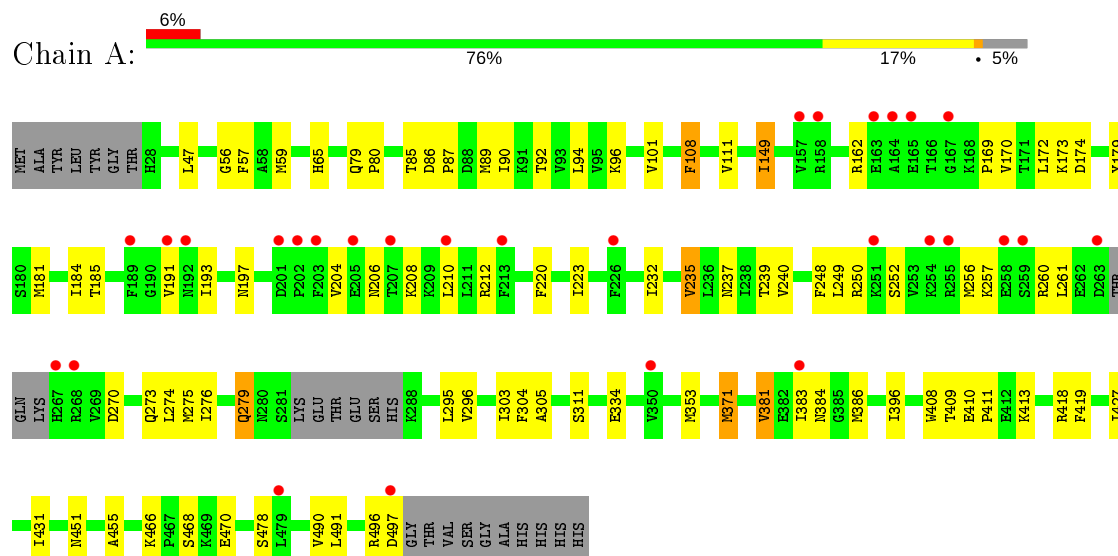 6%
Chain A:
76% 17% • 5%
MET ALA TYR LEU TYR GLY THR H28 L47 G56 F57 A58 M59 H65 Q79 P80 T85 D86 P87 D88 M89 I90 K91 T92 V93 L94 V95 K96 V101 F108 V111 I149 V157 R158 R162 E163 A164 E165 T166 G167 K168 P169 V170 T171 L172 K173 D174 Y179
S180 M181 I184 T185 F189 G190 V191 N192 I193 N197 D201 P202 F203 V204 E205 N206 T207 K208 K209 L210 L211 R212 F213 F220 I223 F226 I232 V235 L236 N237 I238 T239 V240 F248 L249 R250 K251 S252 V253 K254 R255 M256 K257 E258 S259 R260 L261 E262 D263 THR
GLN LYS H267 R268 V269 D270 Q273 L274 M275 I276 Q279 N280 S281 LYS GLU THR GLU SER HIS K288 L295 V296 I303 F304 A305 S311 E334 V350 M353 M371 V381 E382 I383 N384 G385 M386 I396 W408 T409 E410 P411 E412 K413 R418 F419
I431 N451 A455 K466 P467 S468 K469 E470 S478 L479 V490 L491 R496 D497 GLY THR VAL SER GLY ALA HIS HIS HIS HIS